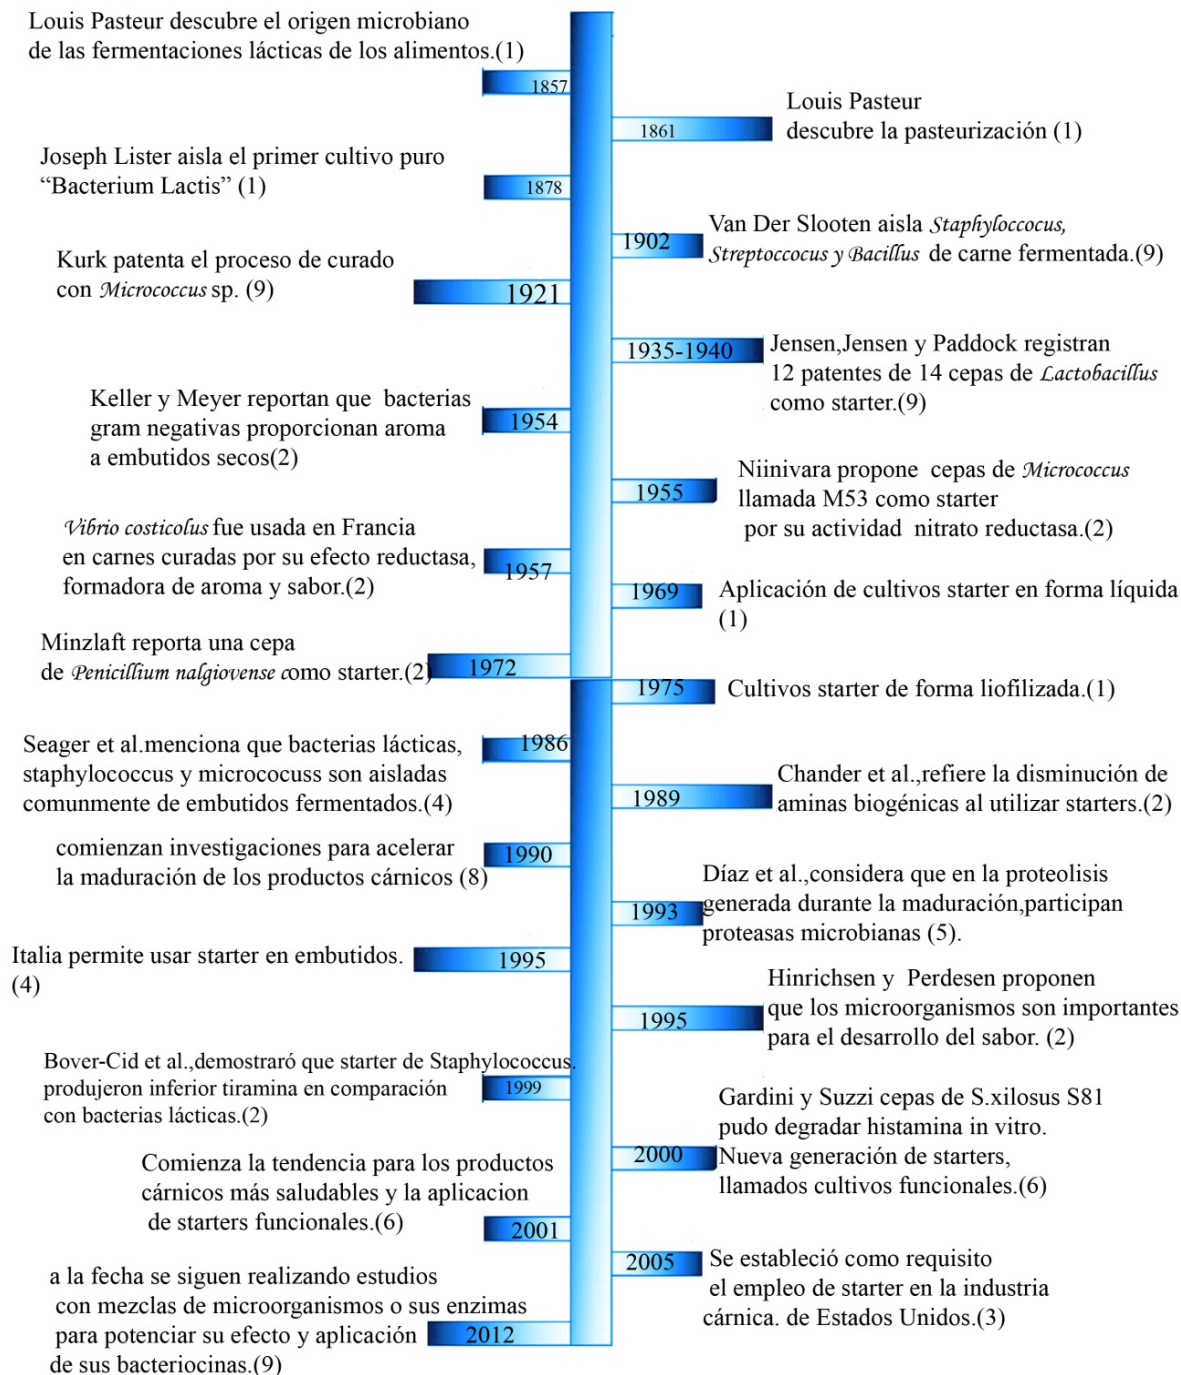 Louis Pasteur descubre el origen microbiano
de las fermentaciones lácticas de los alimentos.(1)
1857
Louis Pasteur
descubre la pasteurización (1)
1861
Joseph Lister aisla el primer cultivo puro
“Bacterium Lactis” (1)
1878
Van Der Slooten aisla Staphyloccocus,
Streptoccocus y Bacillus de carne fermentada.(9)
1902
Kurk patenta el proceso de curado
con Micrococcus sp. (9)
1921
1935-1940
Jensen,Jensen y Paddock registran
12 patentes de 14 cepas de Lactobacillus
como starter.(9)
Keller y Meyer reportan que bacterias
gram negativas proporcionan aroma
a embutidos secos(2)
1954
Niinivara propone cepas de Micrococcus
llamada M53 como starter
por su actividad nitrato reductasa.(2)
1955
Vibrio costicolus fue usada en Francia
en carnes curadas por su efecto reductasa,
formadora de aroma y sabor.(2)
1957
1969
Aplicación de cultivos starter en forma líquida
(1)
Minzlaft reporta una cepa
de Penicillium nalgiovense como starter.(2)
1972
1975
Cultivos starter de forma liofilizada.(1)
Seager et al.menciona que bacterias lácticas,
staphylococcus y micrococuss son aisladas
comunmente de embutidos fermentados.(4)
1986
Chander et al.,refiere la disminución de
aminas biogénicas al utilizar starters.(2)
1989
comienzan investigaciones para acelerar
la maduración de los productos cárnicos (8)
1990
Díaz et al.,considera que en la proteolisis
generada durante la maduración,participan
proteasas microbianas (5).
1993
Italia permite usar starter en embutidos.
(4)
1995
Hinrichsen y Perdesen proponen
que los microorganismos son importantes
para el desarrollo del sabor. (2)
1995
Bover-Cid et al.,demostraró que starter de Staphylococcus.
produjeron inferior tiramina en comparación
con bacterias lácticas.(2)
1999
Gardini y Suzzi cepas de S.xilosus S81
pudo degradar histamina in vitro.
Nueva generación de starters,
llamados cultivos funcionales.(6)
2000
Comienza la tendencia para los productos
cárnicos más saludables y la aplicacion
de starters funcionales.(6)
2001
2005
Se estableció como requisito
el empleo de starter en la industria
cárnica. de Estados Unidos.(3)
a la fecha se siguen realizando estudios
con mezclas de microorganismos o sus enzimas
para potenciar su efecto y aplicación
de sus bacteriocinas.(9)
2012